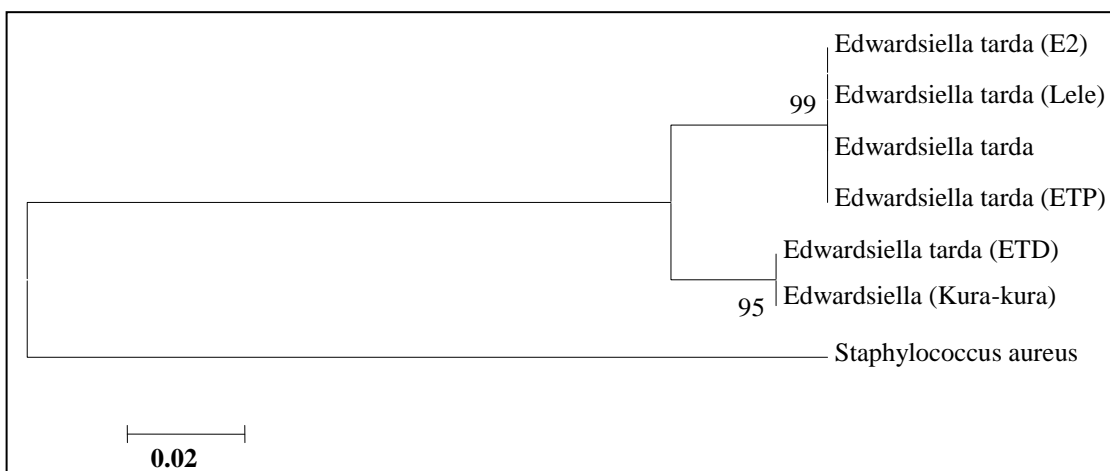 Edwardsiella tarda (E2)
Edwardsiella tarda (Lele)
99
Edwardsiella tarda
Edwardsiella tarda (ETP)
Edwardsiella tarda (ETD)
Edwardsiella (Kura-kura)
95
Staphylococcus aureus
0.02